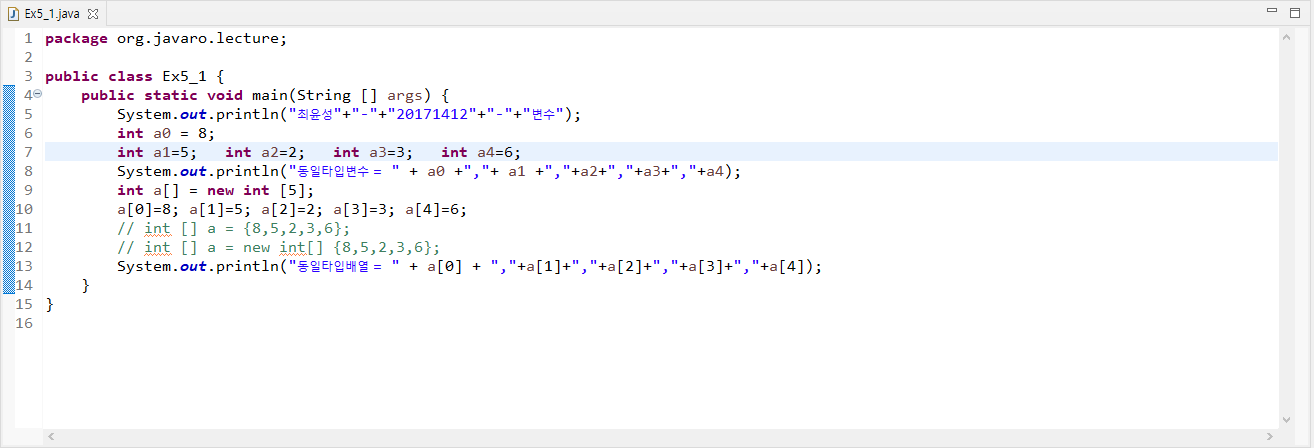 Ex5_1.java
1 package org.javaro.lecture;
2
3 public class Ex5_1 {
4 public static void main(String [] args) {
5 System.out.println("최윤성"+"-"+"20171412"+"-"+"변수");
6 int a0 = 8;
7 int a1=5; int a2=2; int a3=3; int a4=6;
8 System.out.println("동일타입변수 = " + a0 +","+ a1 +","+a2+","+a3+","+a4);
9 int a[] = new int [5];
10 a[0]=8; a[1]=5; a[2]=2; a[3]=3; a[4]=6;
11 // int [] a = {8,5,2,3,6};
12 // int [] a = new int[] {8,5,2,3,6};
13 System.out.println("동일타입배열 = " + a[0] + ","+a[1]+","+a[2]+","+a[3]+","+a[4]);
14 }
15 }
16